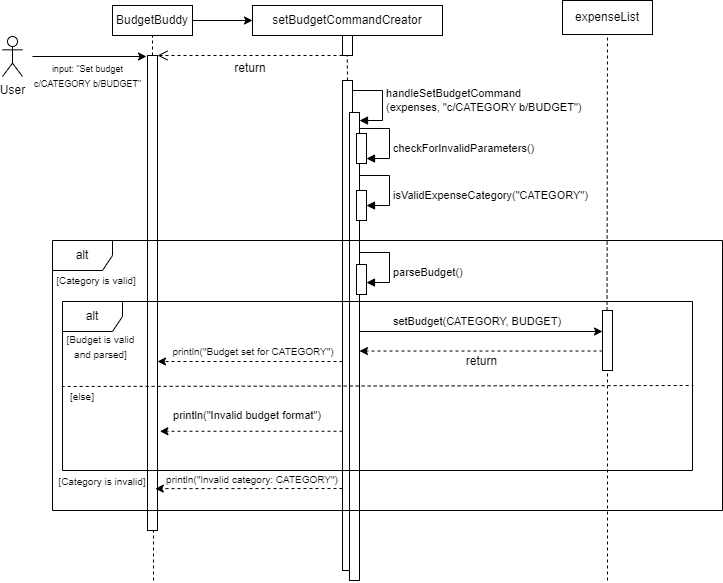 BudgetBuddy
setBudgetCommandCreator
expenseList
User
input: "Set budget
c/CATEGORY b/BUDGET"
return
handleSetBudgetCommand
(expenses, "c/CATEGORY b/BUDGET")
checkForInvalidParameters()
isValidExpenseCategory("CATEGORY")
alt
[Category is valid]
parseBudget()
alt
[Budget is valid
and parsed]
setBudget(CATEGORY, BUDGET)
println("Budget set for CATEGORY")
return
[else]
println("Invalid budget format")
[Category is invalid]
println("Invalid category: CATEGORY")